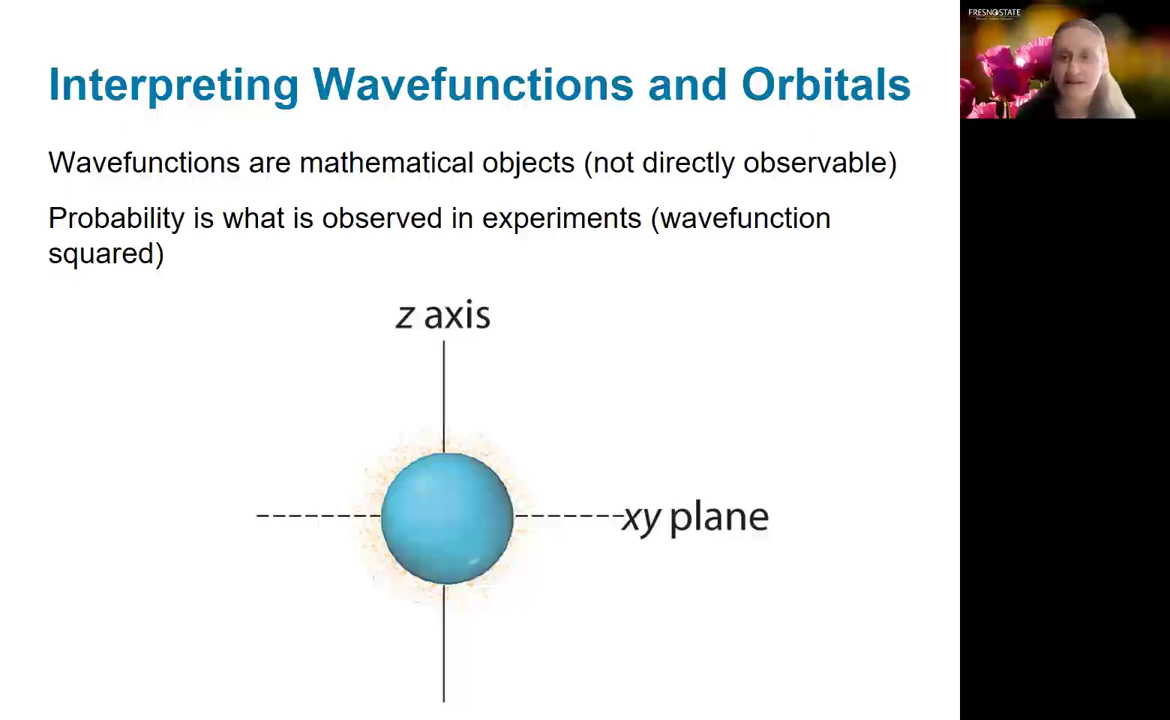 Interpreting Wavefunctions and Orbitals
Wavefunctions are mathematical objects (not directly observable)
Probability is what is observed in experiments (wavefunction
squared)
z axis
xy plane
FRESNO STATE